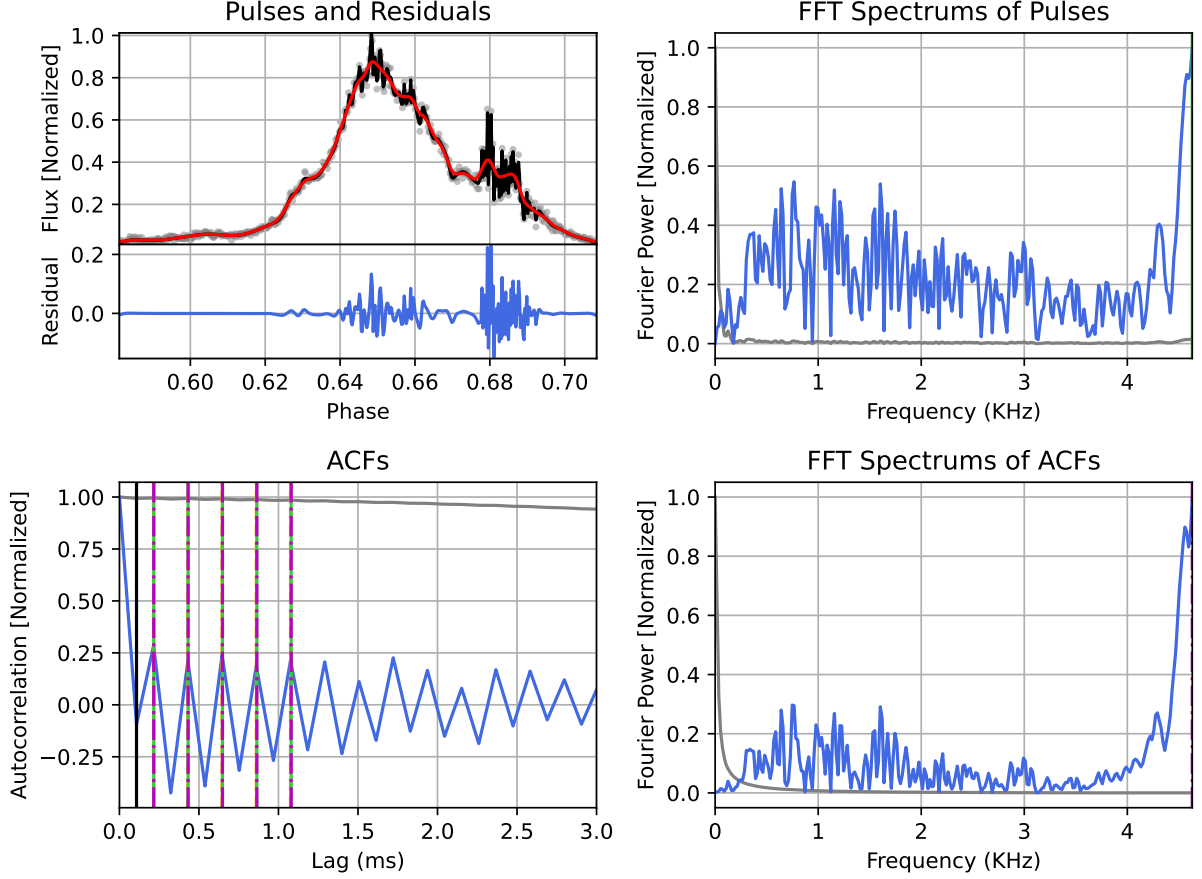 Pulses and Residuals
FFT Spectrums of Pulses
Flux [Normalized]
1.0
0.8
0.6
0.4
0.2
Residual
0.2
0.0
0.60 0.62 0.64 0.66 0.68 0.70
Phase
Fourier Power [Normalized]
1.0
0.8
0.6
0.4
0.2
0.0
0 1 2 3 4
Frequency (KHz)
ACFs
FFT Spectrums of ACFs
Autocorrelation [Normalized]
1.00
0.75
0.50
0.25
0.00
−0.25
0.0 0.5 1.0 1.5 2.0 2.5 3.0
Lag (ms)
Fourier Power [Normalized]
1.0
0.8
0.6
0.4
0.2
0.0
0 1 2 3 4
Frequency (KHz)